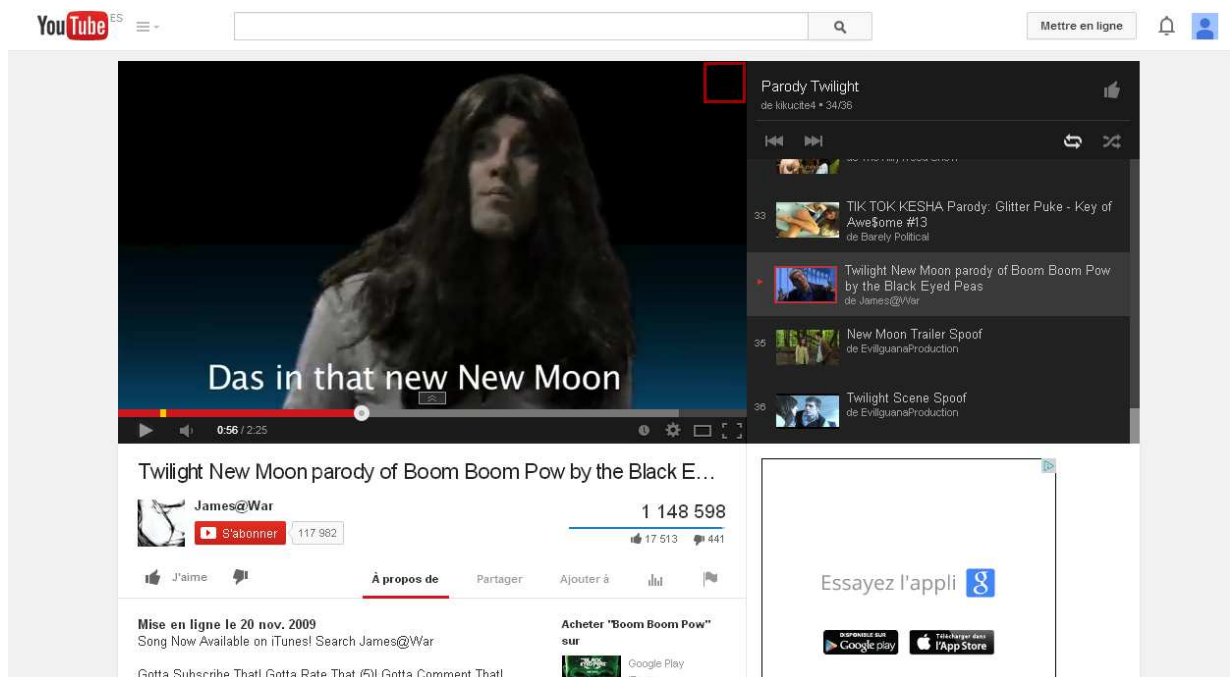 YouTube ES
Mettre en ligne
Das in that new New Moon
0:56 / 2:25
Parody Twilight
de kikucite4 • 34/36
33
TIK TOK KESHA Parody: Glitter Puke - Key of
Awe$ome #13
de Barely Political
Twilight New Moon parody of Boom Boom Pow
by the Black Eyed Peas
de James@War
35
New Moon Trailer Spoof
de EvilIguanaProduction
36
Twilight Scene Spoof
de EvilIguanaProduction
Twilight New Moon parody of Boom Boom Pow by the Black E...
James@War
S'abonner
117 982
1 148 598
17 513
441
J'aime
À propos de
Partager
Ajouter à
Mise en ligne le 20 nov. 2009
Song Now Available on iTunes! Search James@War
Gotta Subscribe That! Gotta Rate That (5)! Gotta Comment That!
Acheter "Boom Boom Pow"
sur
Google Play
Essayez l'appli g
DISPONIBLE SUR
Google play
Télécharger dans
l'App Store